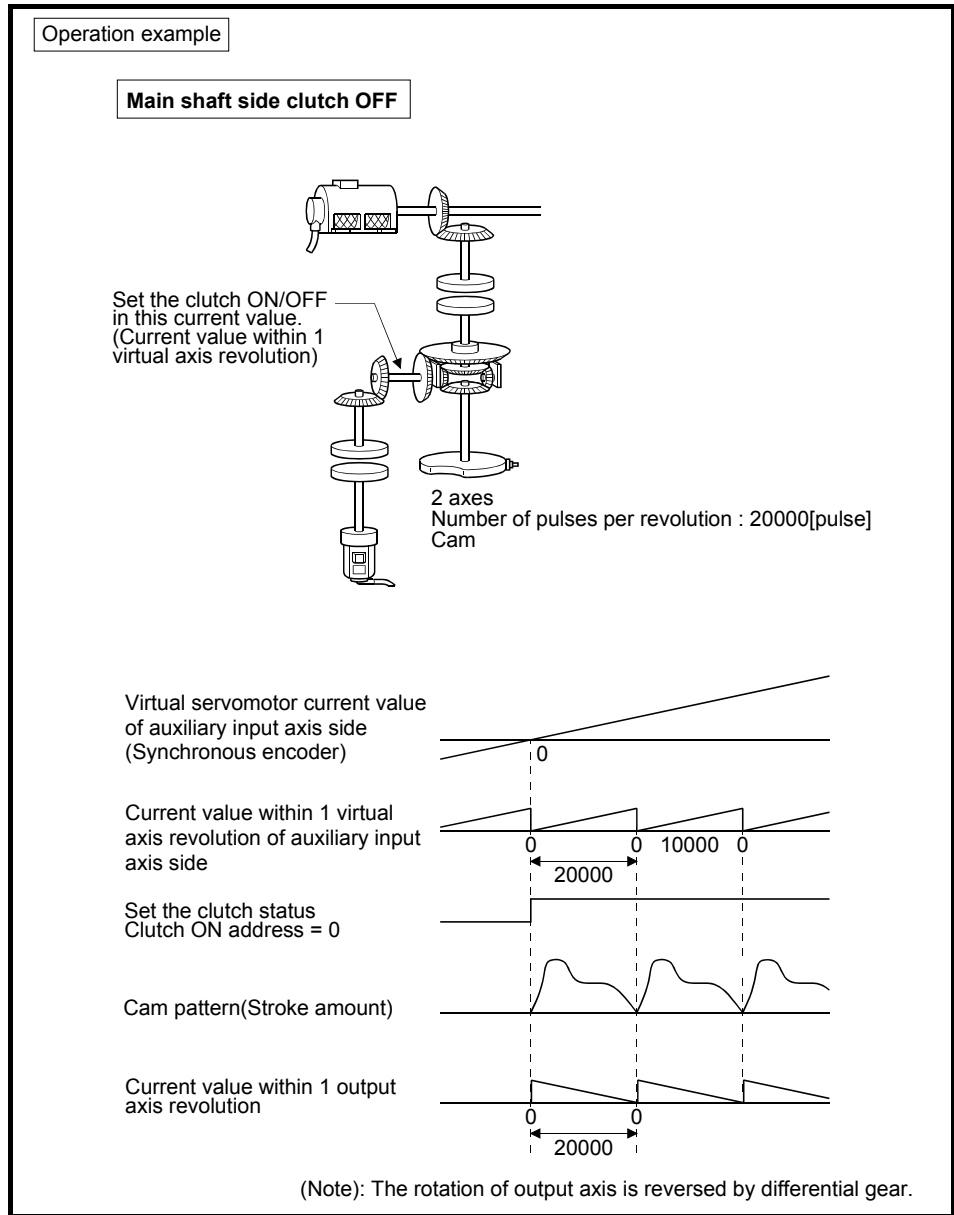 Operation example
Main shaft side clutch OFF
Set the clutch ON/OFF
in this current value.
(Current value within 1
virtual axis revolution)
2 axes
Number of pulses per revolution : 20000[pulse]
Cam
Virtual servomotor current value
of auxiliary input axis side
(Synchronous encoder)
0
Current value within 1 virtual
axis revolution of auxiliary input
axis side
0 0 10000 0
20000
Set the clutch status
Clutch ON address = 0
Cam pattern(Stroke amount)
Current value within 1 output
axis revolution
0 0
20000
(Note): The rotation of output axis is reversed by differential gear.